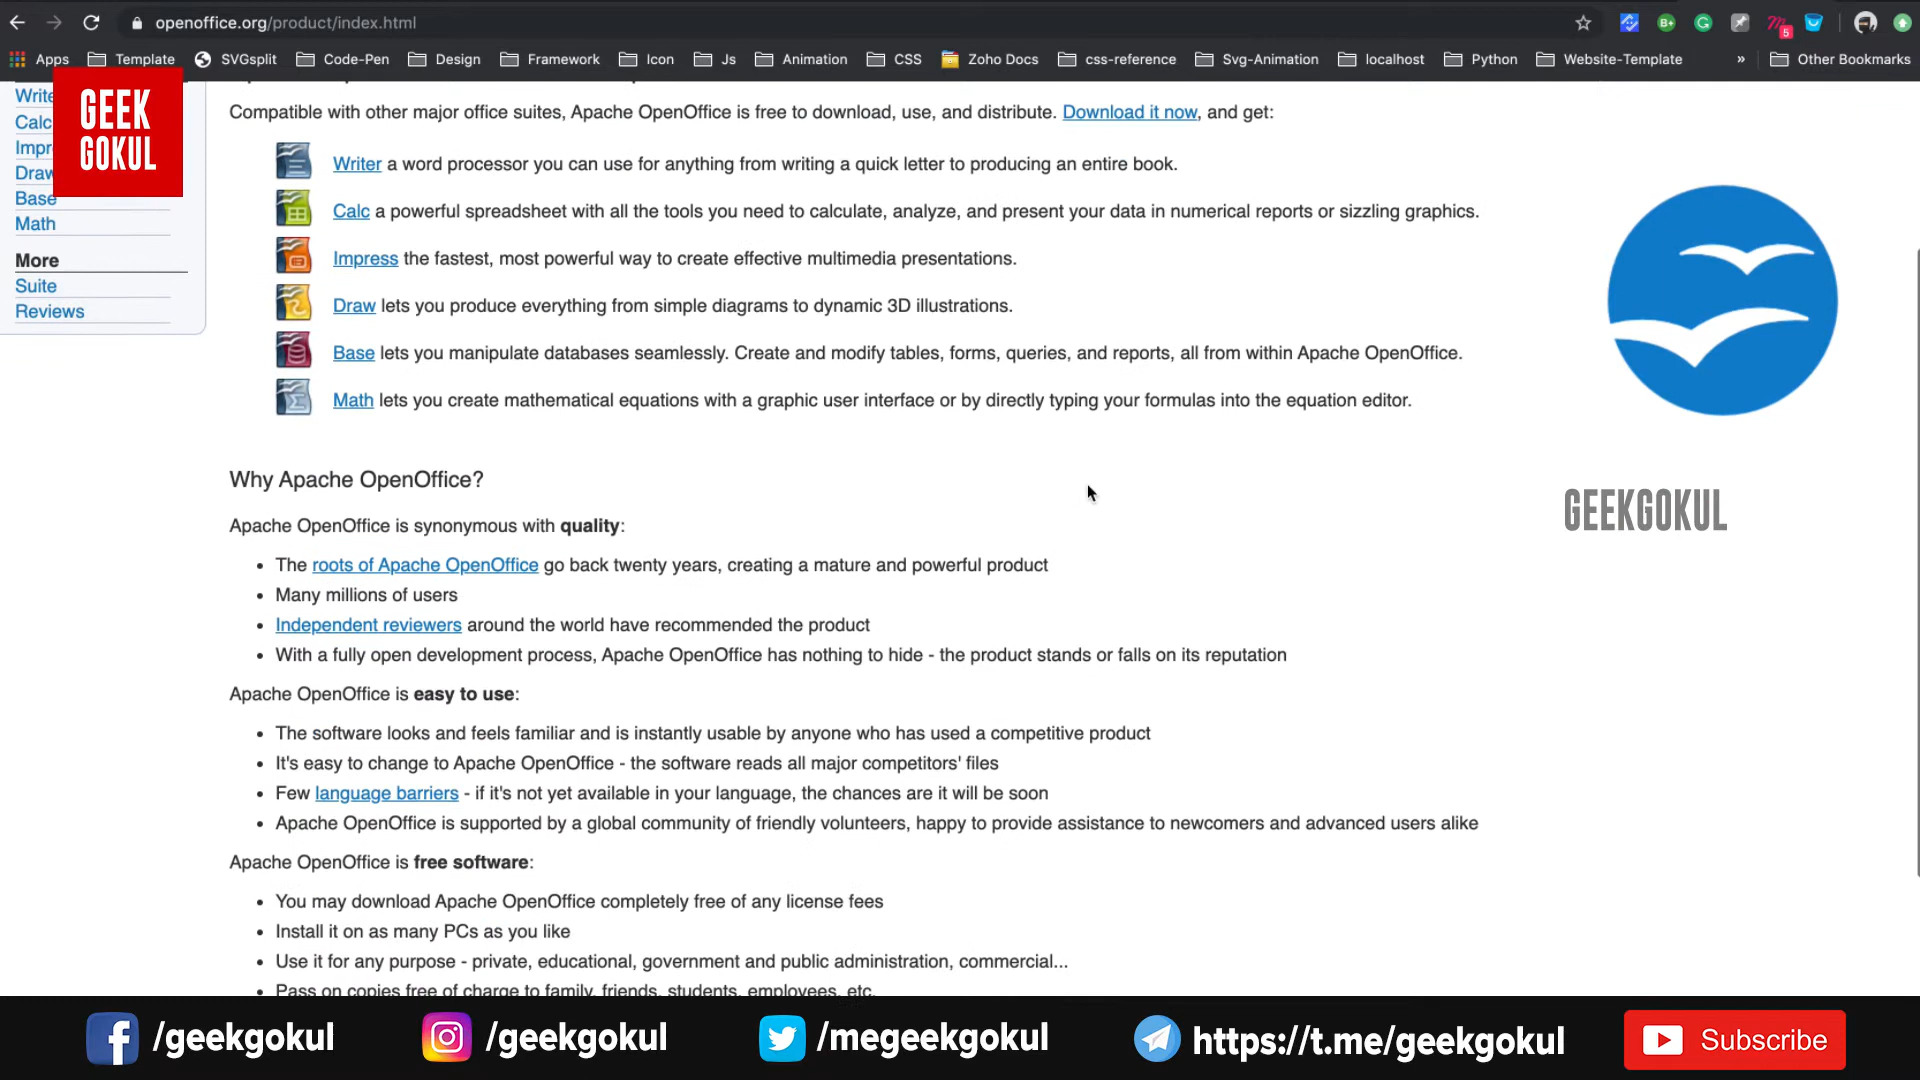 openoffice.org/product/index.html
5
Apps Template SVGsplit Code-Pen Design Framework Icon Js Animation CSS Zoho Docs css-reference Svg-Animation localhost Python Website-Template » Other Bookmarks
GEEK
GOKUL
Write
Calc
Impr
Draw
Base
Math
More
Suite
Reviews
Compatible with other major office suites, Apache OpenOffice is free to download, use, and distribute. Download it now, and get:
Writer a word processor you can use for anything from writing a quick letter to producing an entire book.
Calc a powerful spreadsheet with all the tools you need to calculate, analyze, and present your data in numerical reports or sizzling graphics.
Impress the fastest, most powerful way to create effective multimedia presentations.
Draw lets you produce everything from simple diagrams to dynamic 3D illustrations.
Base lets you manipulate databases seamlessly. Create and modify tables, forms, queries, and reports, all from within Apache OpenOffice.
Math lets you create mathematical equations with a graphic user interface or by directly typing your formulas into the equation editor.
Why Apache OpenOffice?
GEEKGOKUL
Apache OpenOffice is synonymous with quality:
• The roots of Apache OpenOffice go back twenty years, creating a mature and powerful product
• Many millions of users
• Independent reviewers around the world have recommended the product
• With a fully open development process, Apache OpenOffice has nothing to hide - the product stands or falls on its reputation
Apache OpenOffice is easy to use:
• The software looks and feels familiar and is instantly usable by anyone who has used a competitive product
• It's easy to change to Apache OpenOffice - the software reads all major competitors' files
• Few language barriers - if it's not yet available in your language, the chances are it will be soon
• Apache OpenOffice is supported by a global community of friendly volunteers, happy to provide assistance to newcomers and advanced users alike
Apache OpenOffice is free software:
• You may download Apache OpenOffice completely free of any license fees
• Install it on as many PCs as you like
• Use it for any purpose - private, educational, government and public administration, commercial...
• Pass on copies free of charge to family, friends, students, employees, etc.
/geekgokul /geekgokul /megeekgokul https://t.me/geekgokul Subscribe